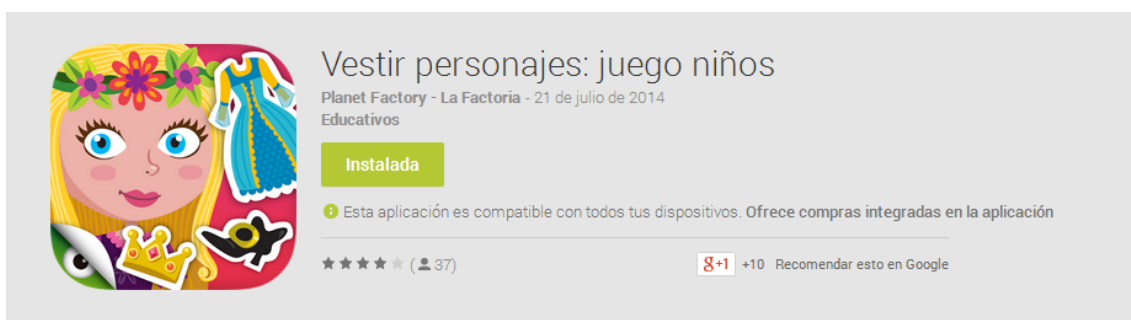 Vestir personajes: juego niños
Planet Factory - La Factoria - 21 de julio de 2014
Educativos
Instalada
Esta aplicación es compatible con todos tus dispositivos. Ofrece compras integradas en la aplicación
(37)
g+1 +10 Recomendar esto en Google